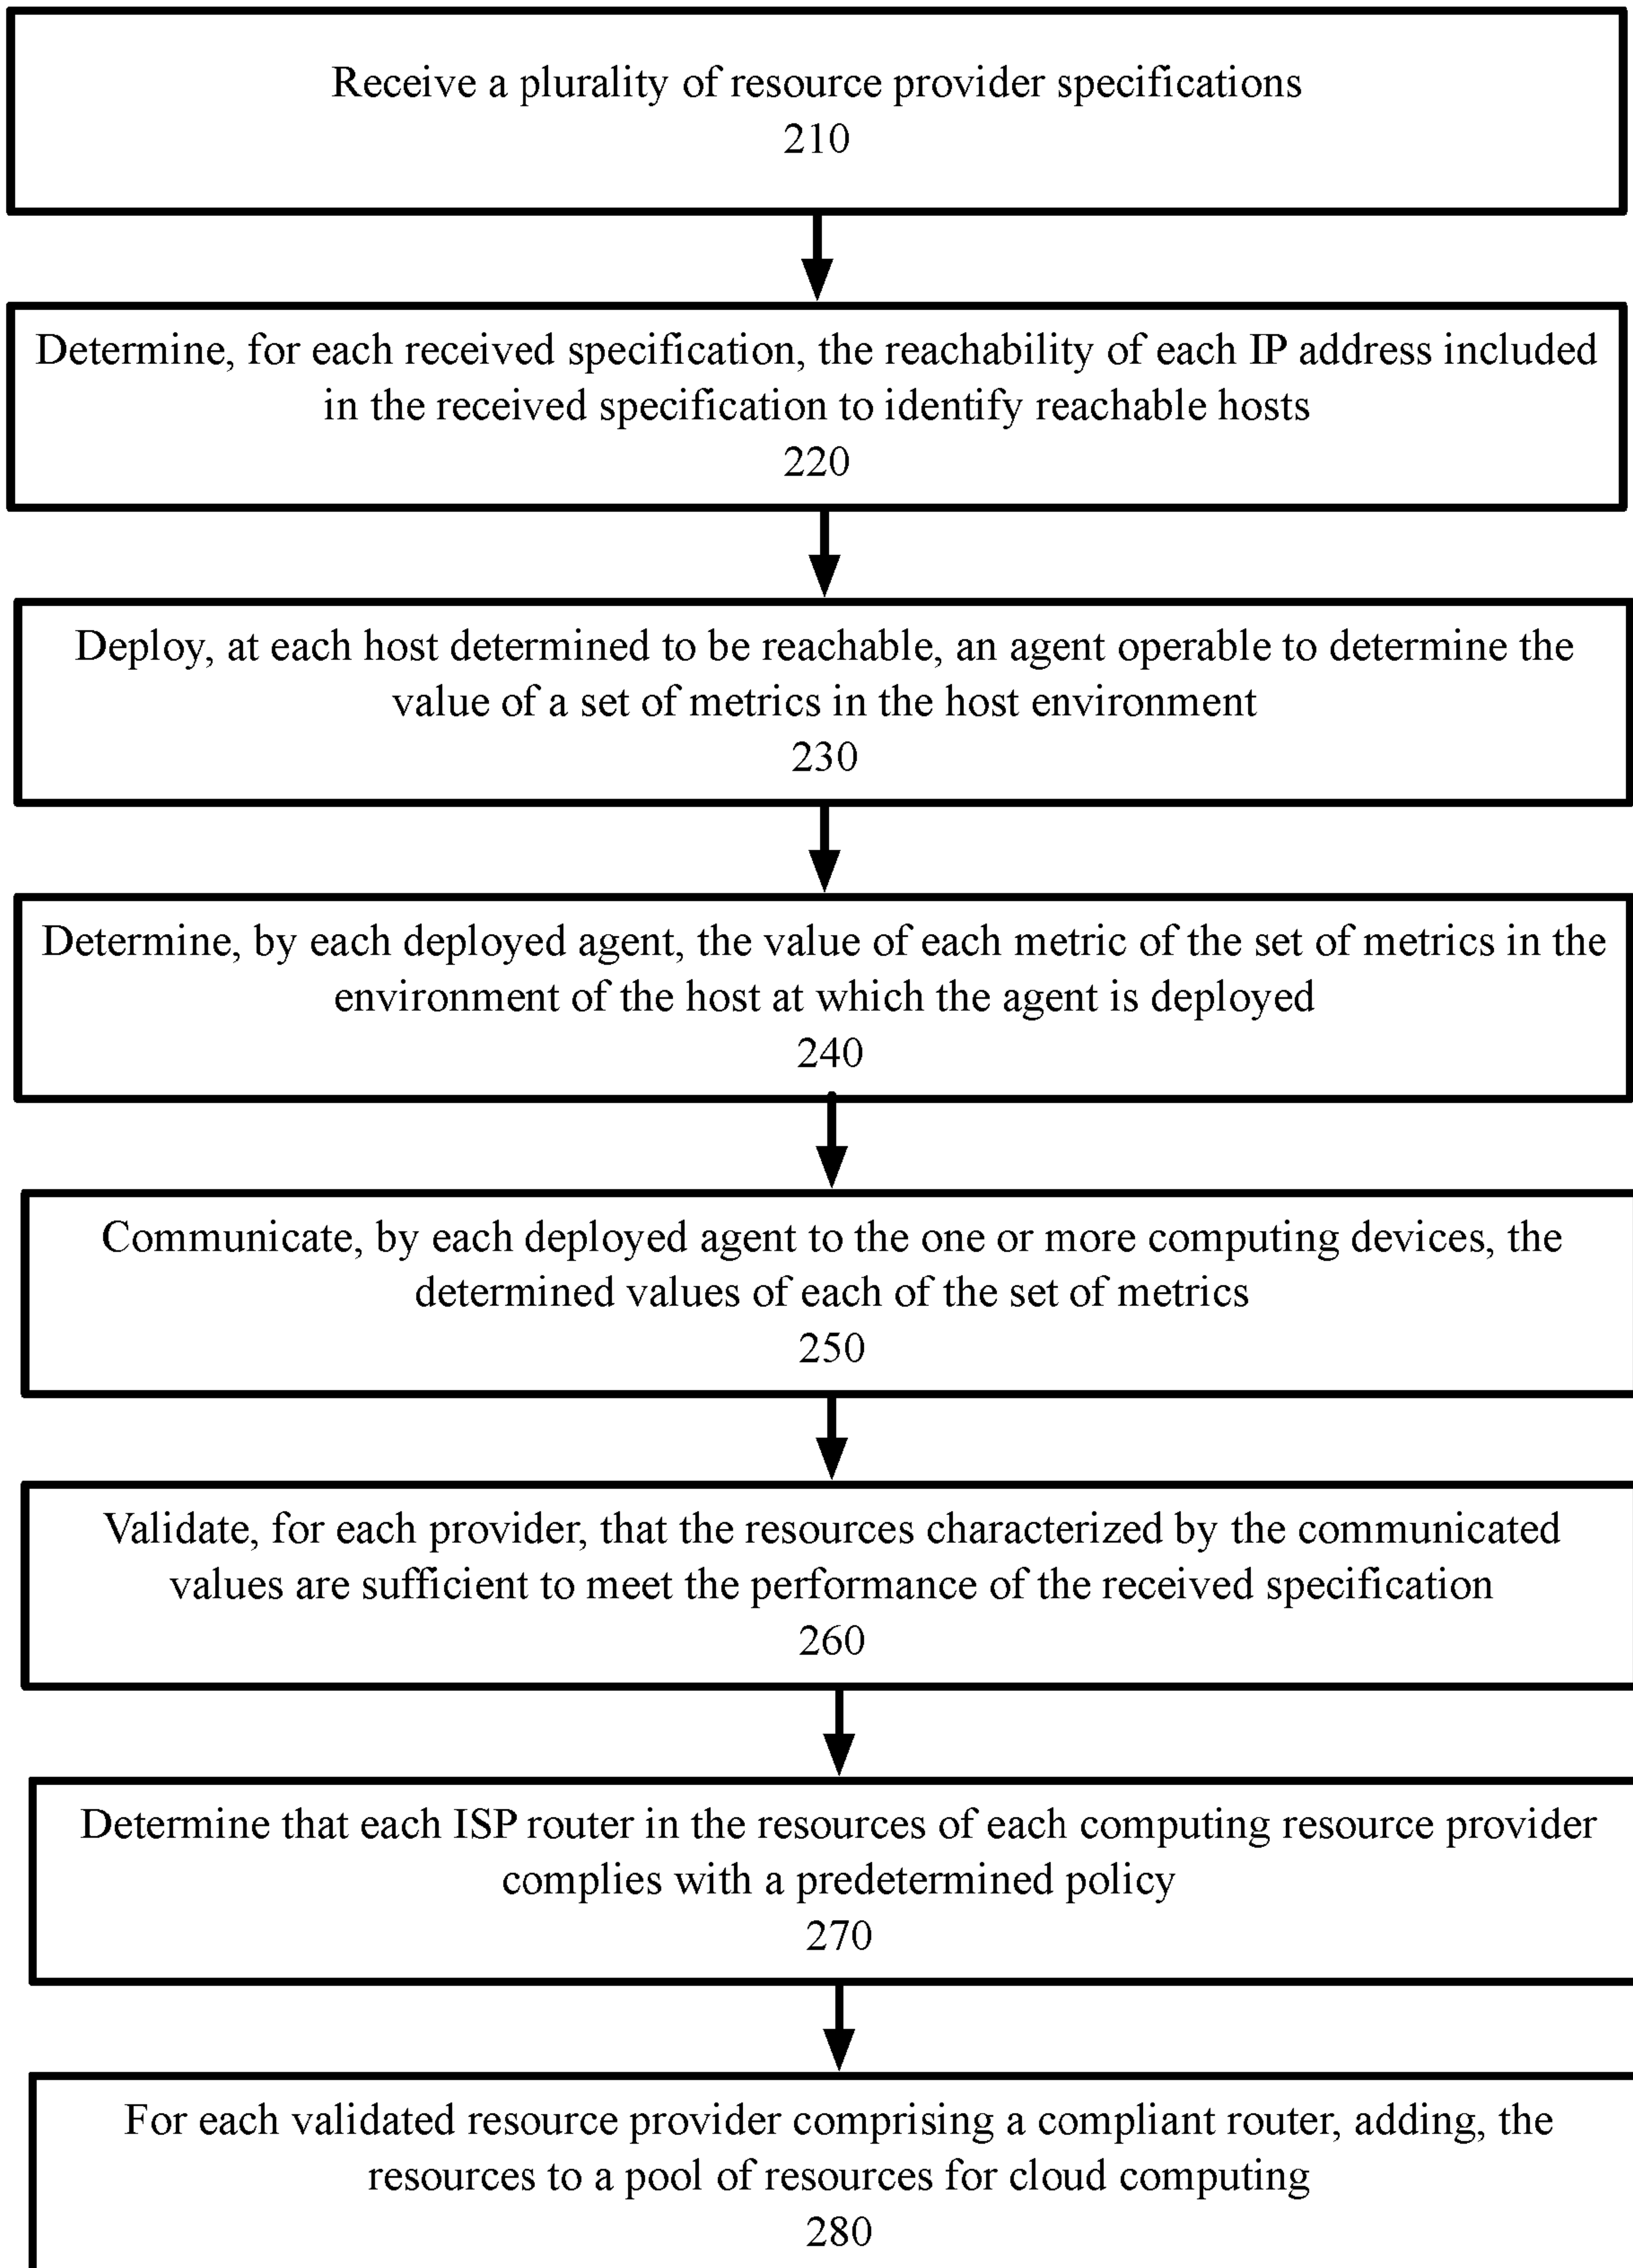 Receive a plurality of resource provider specifications
210
Determine, for each received specification, the reachability of each IP address included
in the received specification to identify reachable hosts
220
Deploy, at each host determined to be reachable, an agent operable to determine the
value of a set of metrics in the host environment
230
Determine, by each deployed agent, the value of each metric of the set of metrics in the
environment of the host at which the agent is deployed
240
Communicate, by each deployed agent to the one or more computing devices, the
determined values of each of the set of metrics
250
Validate, for each provider, that the resources characterized by the communicated
values are sufficient to meet the performance of the received specification
260
Determine that each ISP router in the resources of each computing resource provider
complies with a predetermined policy
270
For each validated resource provider comprising a compliant router, adding, the
resources to a pool of resources for cloud computing
280